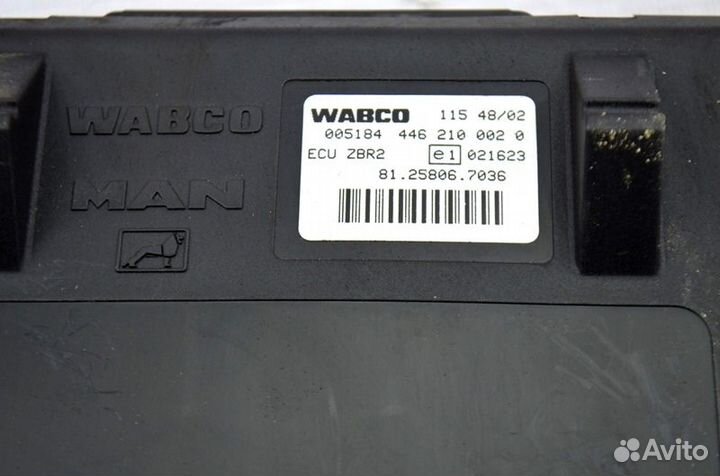 WABCO
MAN
WABCO 115 48/02
005184 446 210 002 0
ECU ZBR2 e1 021623
81.25806.7036
Avito